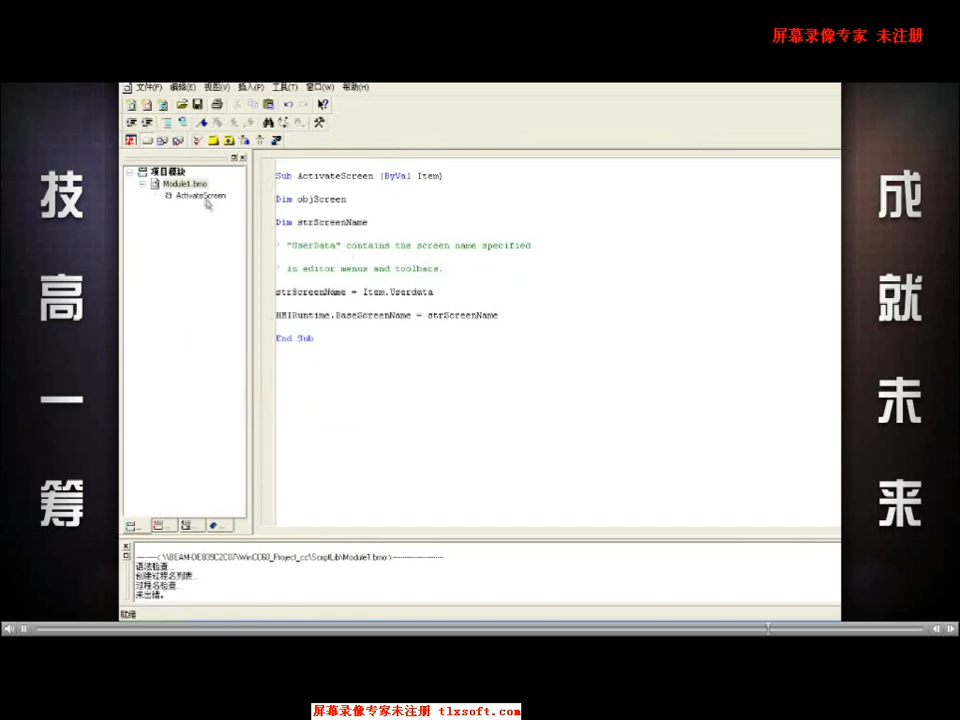 屏幕录像专家 未注册
文件(F) 编辑(E) 视图(V) 插入(P) 工具(T) 窗口(W) 帮助(H)
技高一筹
成就未来
项目模块
Module1.bmo
ActivateScreen
Sub ActivateScreen (ByVal Item)
Dim objScreen
Dim strScreenName
' "UserData" contains the screen name specified
' in editor menus and toolbars.
strScreenName = Item.Userdata
HMIRuntime.BaseScreenName = strScreenName
End Sub
语法检查...
创建过程名列表...
过程名检查...
未出错。
就绪
屏幕录像专家未注册 tlxsoft.com